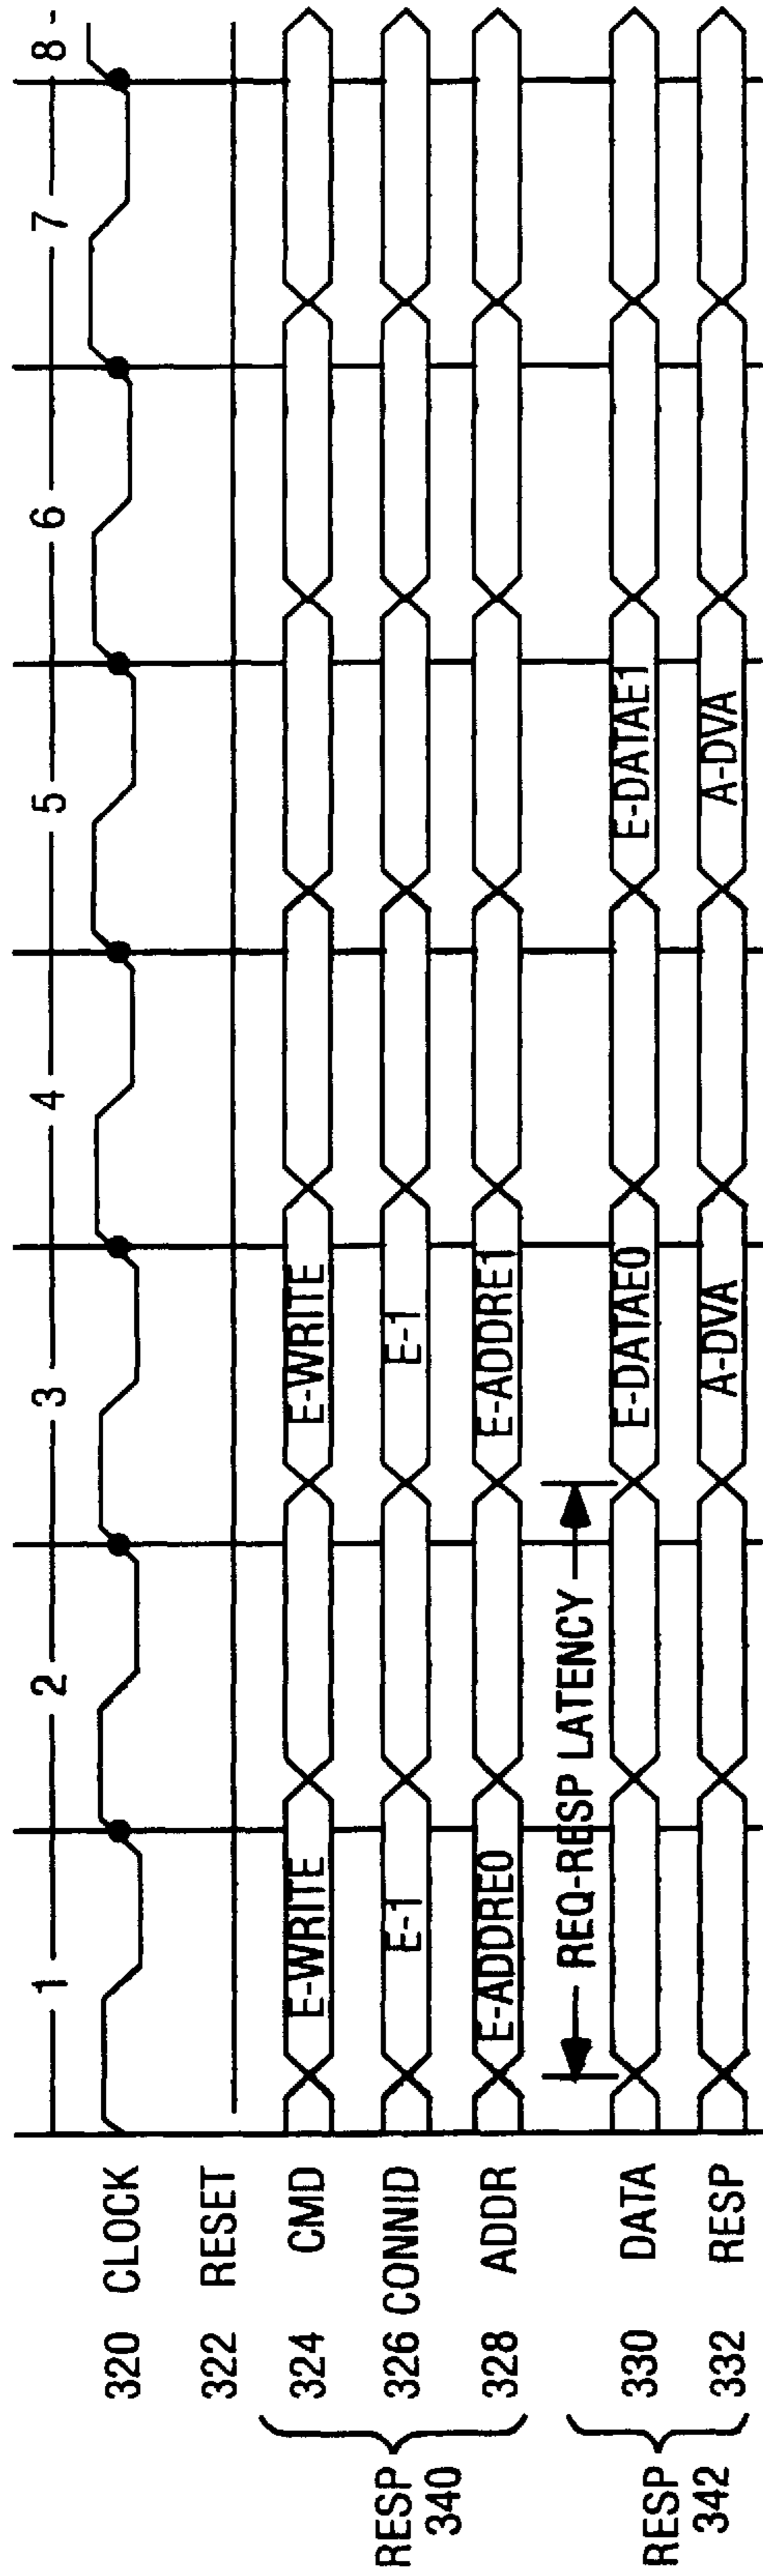 1 2 3 4 5 6 7 8
320 CLOCK
322 RESET
324 CMD E-WRITE E-WRITE
RESP 340
326 CONNID E-1 E-1
328 ADDR E-ADDRE0 E-ADDRE1
REQ-RESP LATENCY
330 DATA E-DATAE0 E-DATAE1
RESP 342
332 RESP A-DVA A-DVA